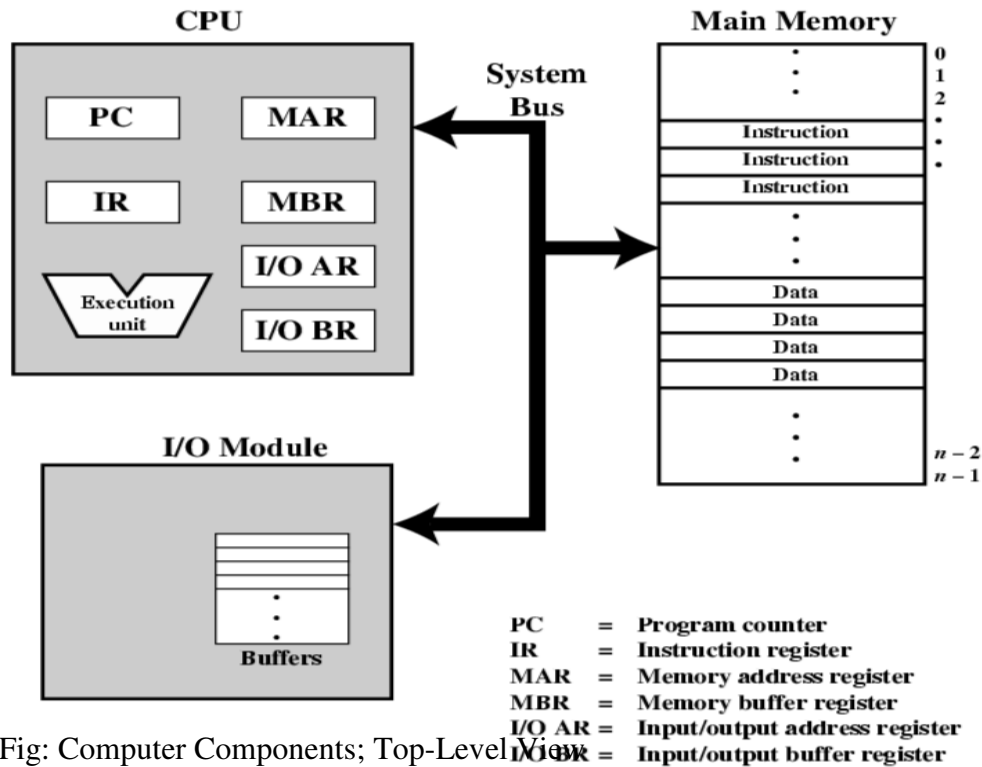 CPU
PC
MAR
IR
MBR
I/O AR
Execution
unit
I/O BR
System
Bus
Main Memory
0
1
2
Instruction
Instruction
Instruction
Data
Data
Data
Data
n – 2
n – 1
I/O Module
Buffers
PC = Program counter
IR = Instruction register
MAR = Memory address register
MBR = Memory buffer register
I/O AR = Input/output address register
I/O BR = Input/output buffer register
Fig: Computer Components; Top-Level View